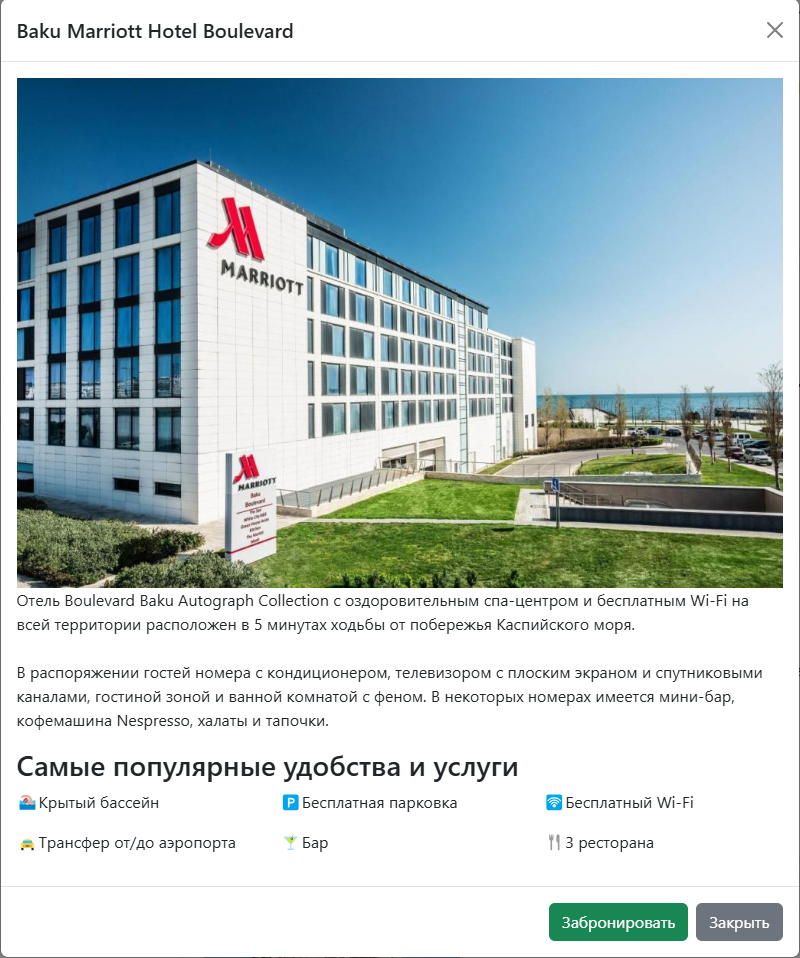 Baku Marriott Hotel Boulevard
MARRIOTT
MARRIOTT
Baku
Boulevard
Отель Boulevard Baku Autograph Collection с оздоровительным спа-центром и бесплатным Wi-Fi на
всей территории расположен в 5 минутах ходьбы от побережья Каспийского моря.
В распоряжении гостей номера с кондиционером, телевизором с плоским экраном и спутниковыми
каналами, гостиной зоной и ванной комнатой с феном. В некоторых номерах имеется мини-бар,
кофемашина Nespresso, халаты и тапочки.
Самые популярные удобства и услуги
Крытый бассейн
P Бесплатная парковка
Бесплатный Wi-Fi
Трансфер от/до аэропорта
Бар
3 ресторана
Забронировать
Закрыть